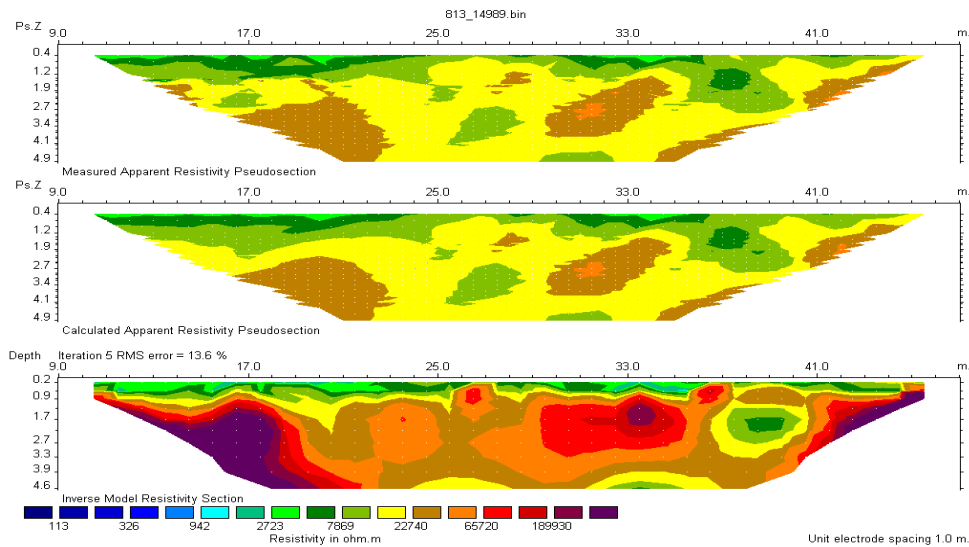 813_14989.bin
Ps.Z
9.0 17.0 25.0 33.0 41.0 m.
0.4
1.2
1.9
2.7
3.4
4.1
4.9
Measured Apparent Resistivity Pseudosection
Ps.Z
9.0 17.0 25.0 33.0 41.0 m.
0.4
1.2
1.9
2.7
3.4
4.1
4.9
Calculated Apparent Resistivity Pseudosection
Depth Iteration 5 RMS error = 13.6 %
9.0 17.0 25.0 33.0 41.0 m.
0.2
0.9
1.7
2.7
3.9
4.6
Inverse Model Resistivity Section
113 326 942 2723 7869 22740 65720 189930
Resistivity in ohm.m Unit electrode spacing 1.0 m.